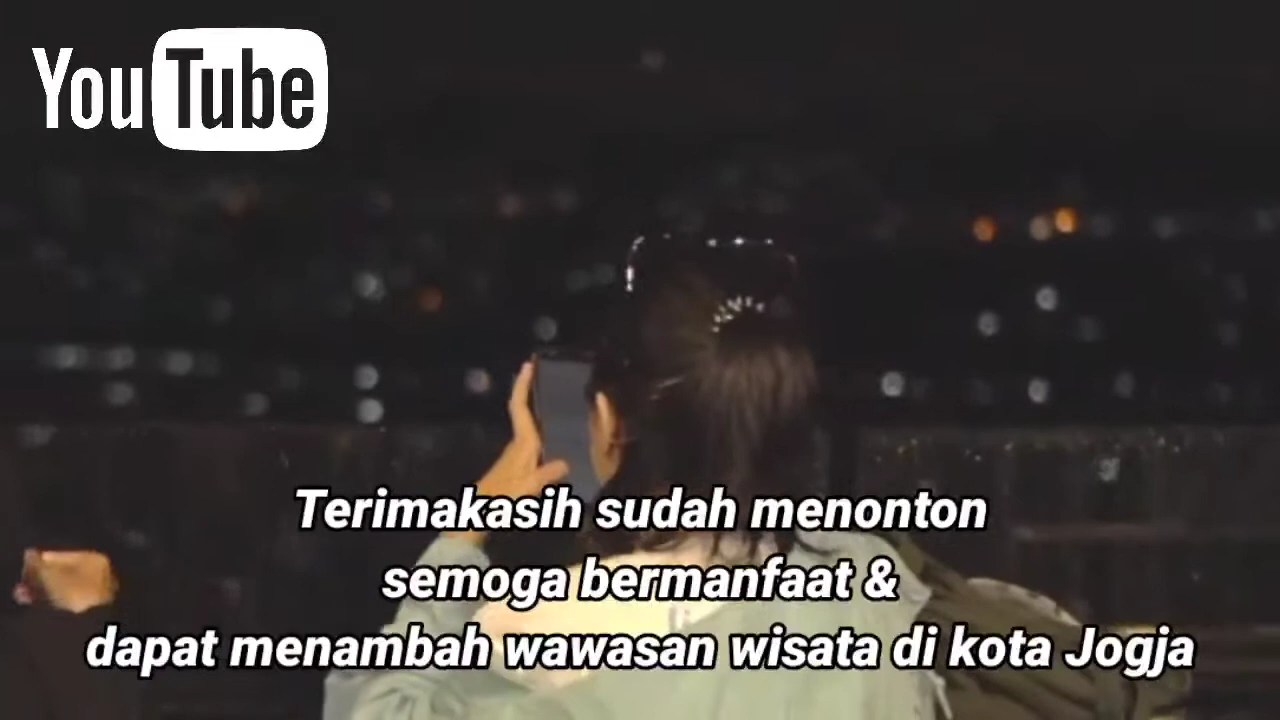 YouTube
Terimakasih sudah menonton
semoga bermanfaat &
dapat menambah wawasan wisata di kota Jogja